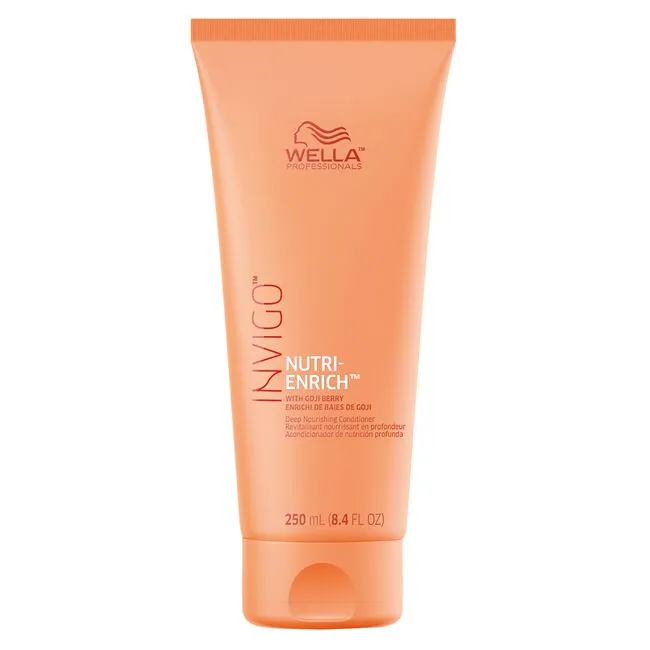 WELLA™
PROFESSIONALS
INVIGO™
NUTRI-
ENRICH™
WITH GOJI BERRY
ENRICHI DE BAIES DE GOJI
Deep Nourishing Conditioner
Revitalisant nourrissant en profondeur
Acondicionador de nutrición profunda
250 mL (8.4 FL OZ)